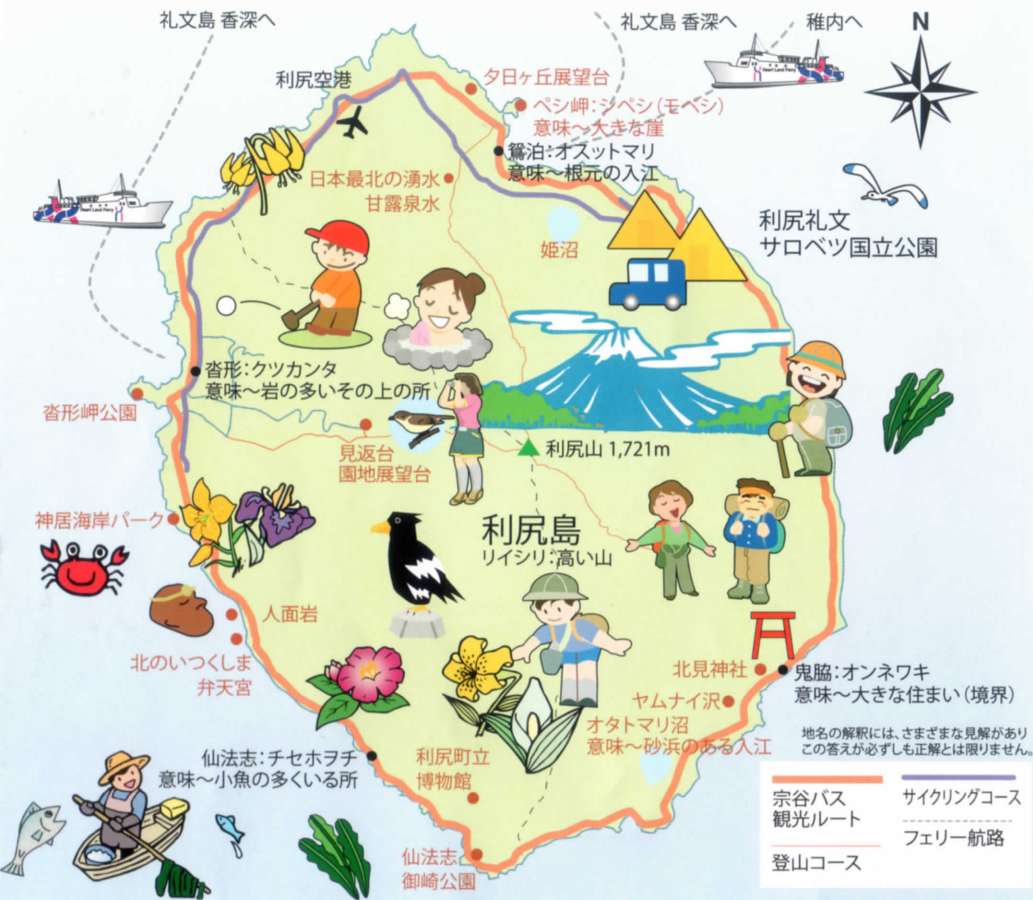 礼文島 香深へ
礼文島 香深へ
稚内へ
N
Heart Land Ferry
利尻空港
夕日ヶ丘展望台
ペシ岬:ジペシ(モペシ)
意味〜大きな崖
鴛泊:オスットマリ
意味〜根元の入江
日本最北の湧水
甘露泉水
Heart Land Ferry
姫沼
利尻礼文
サロベツ国立公園
沓形:クツカンタ
意味〜岩の多いその上の所
沓形岬公園
見返台
園地展望台
利尻山 1,721m
神居海岸パーク
利尻島
リイシリ:高い山
人面岩
北のいつくしま
弁天宮
北見神社
鬼脇:オンネワキ
意味〜大きな住まい(境界)
ヤムナイ沢
オタトマリ沼
意味〜砂浜のある入江
地名の解釈には、さまざまな見解があり
この答えが必ずしも正解とは限りません。
仙法志:チセホヲチ
意味〜小魚の多くいる所
利尻町立
博物館
仙法志
御崎公園
宗谷バス
観光ルート
登山コース
サイクリングコース
フェリー航路